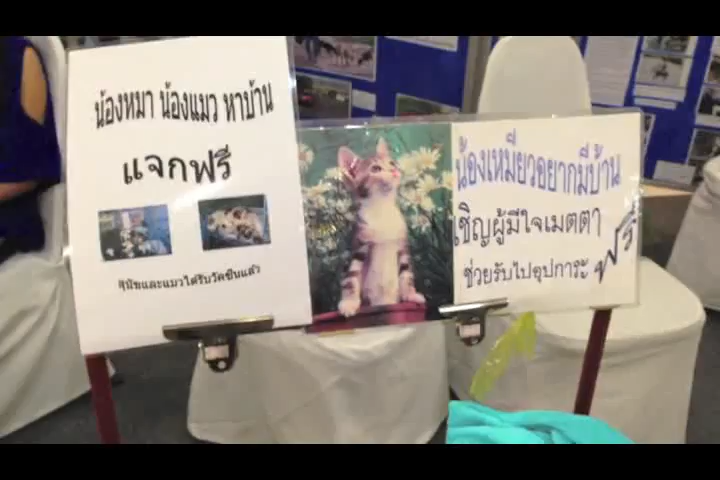 น้องหมา น้องแมว หาบ้าน
แจกฟรี
สุนัขและแมวได้รับวัคซีนแล้ว
น้องเหมียวอยากมีบ้าน
เชิญผู้มีใจเมตตา
ช่วยรับไปอุปการะ ฟรี